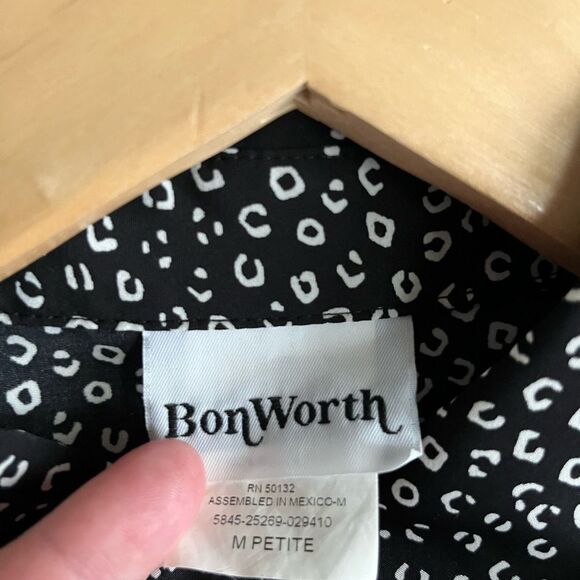 BonWorth
RN 50132
ASSEMBLED IN MEXICO-M
5845-25269-029410
M PETITE